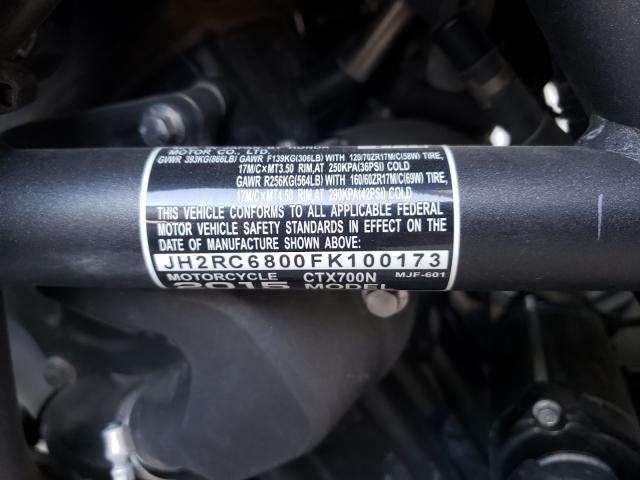 BY HONDA
MOTOR CO., LTD.
GVWR 393KG(866LB) GAWR F139KG(306LB) WITH 120/70ZR17M/C(58W) TIRE,
17M/C×MT3.50 RIM,AT 250KPA(36PSI) COLD
GAWR R256KG(564LB) WITH 160/60ZR17M/C(69W) TIRE,
17M/C×MT4.50 RIM,AT 290KPA(42PSI) COLD
THIS VEHICLE CONFORMS TO ALL APPLICABLE FEDERAL
MOTOR VEHICLE SAFETY STANDARDS IN EFFECT ON THE
DATE OF MANUFACTURE SHOWN ABOVE.
JH2RC6800FK100173
MOTORCYCLE CTX700N MJF-601
2015 MODEL